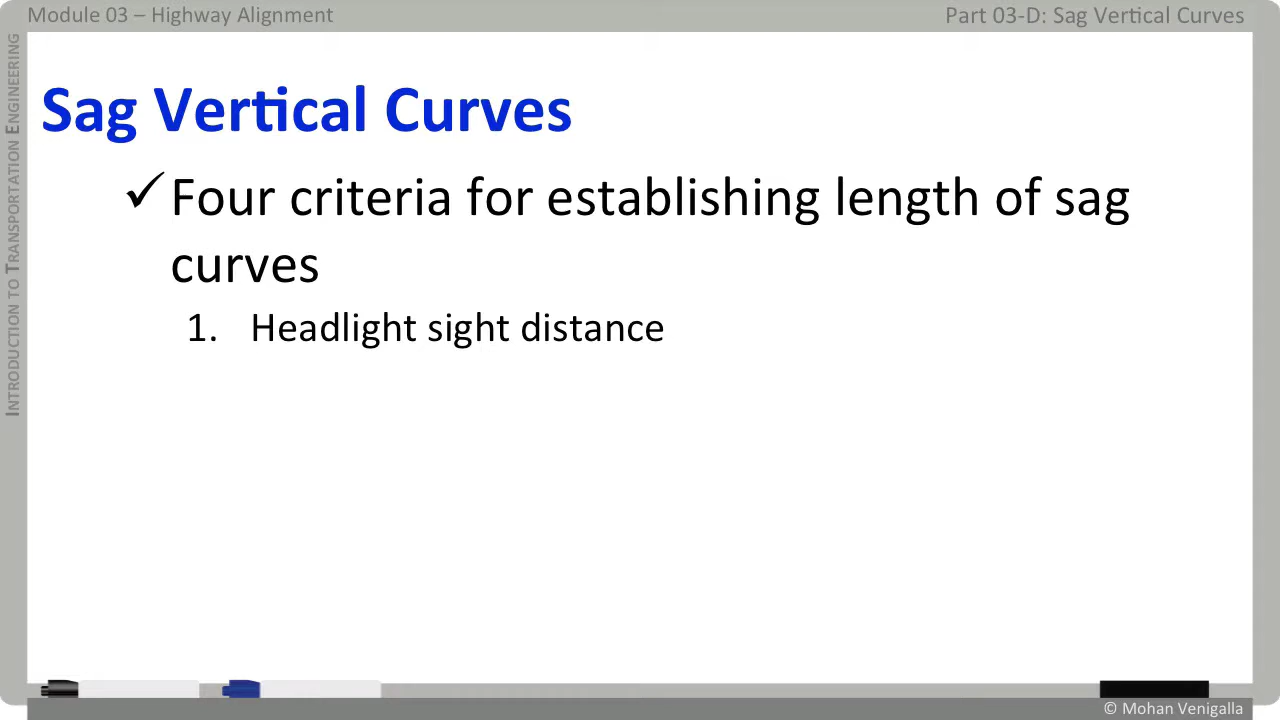 Module 03 – Highway Alignment
Part 03-D: Sag Vertical Curves
INTRODUCTION TO TRANSPORTATION ENGINEERING
Sag Vertical Curves
✓Four criteria for establishing length of sag
curves
1. Headlight sight distance
© Mohan Venigalla